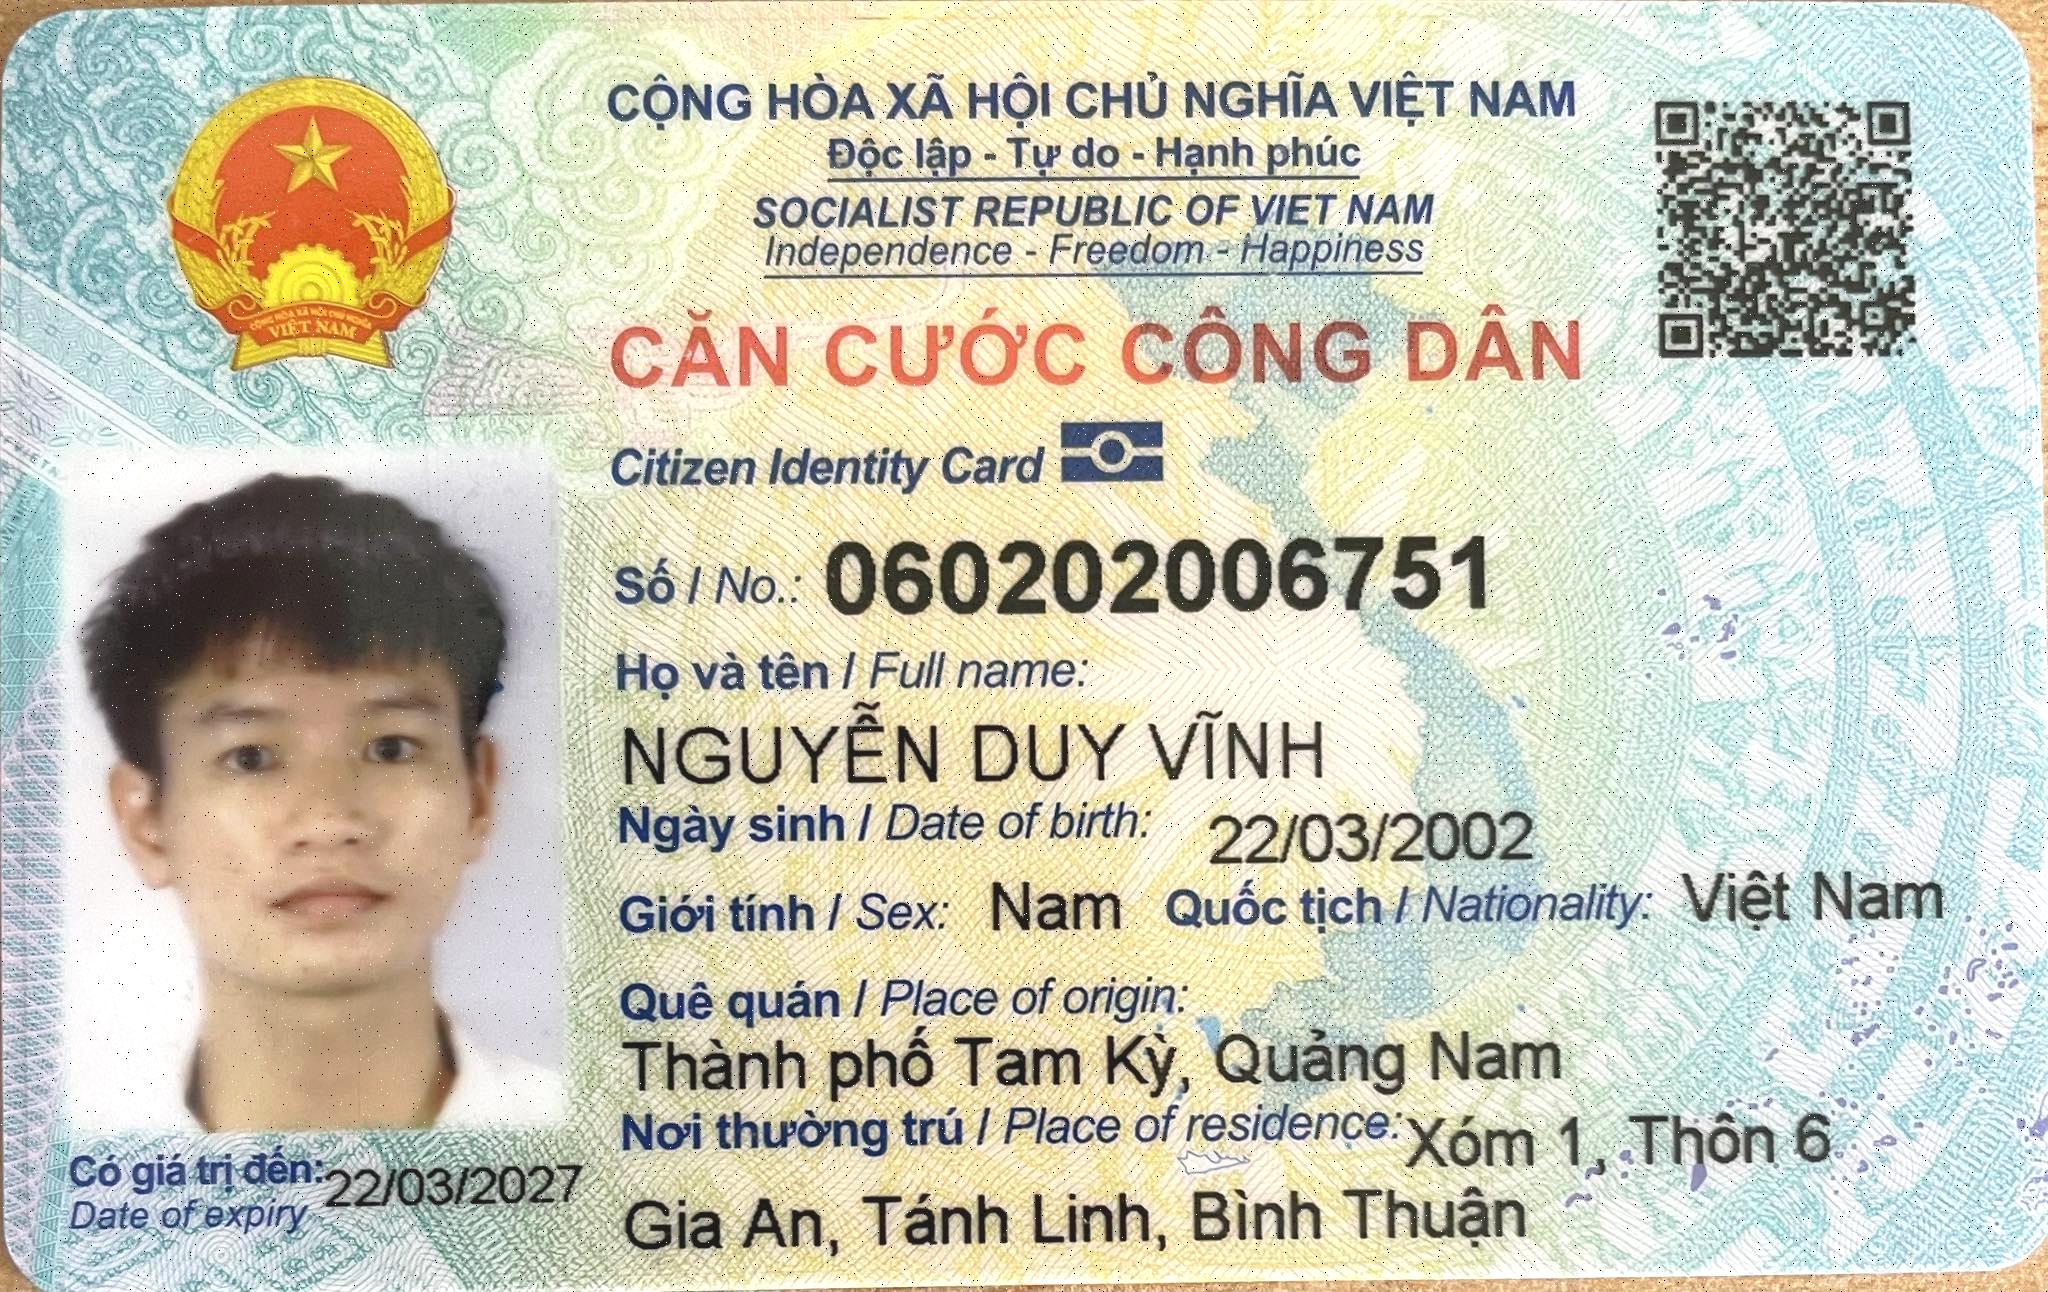 CỘNG HÒA XÃ HỘI CHỦ NGHĨA VIỆT NAM
Độc lập - Tự do - Hạnh phúc
SOCIALIST REPUBLIC OF VIET NAM
Independence - Freedom - Happiness
CỘNG HÒA XÃ HỘI CHỦ NGHĨA
VIỆT NAM
CĂN CƯỚC CÔNG DÂN
Citizen Identity Card
Số / No.: 060202006751
Họ và tên / Full name:
NGUYỄN DUY VĨNH
Ngày sinh / Date of birth: 22/03/2002
Giới tính / Sex: Nam Quốc tịch / Nationality: Việt Nam
Quê quán / Place of origin:
Thành phố Tam Kỳ, Quảng Nam
Nơi thường trú / Place of residence: Xóm 1, Thôn 6
Gia An, Tánh Linh, Bình Thuận
Có giá trị đến: 22/03/2027
Date of expiry